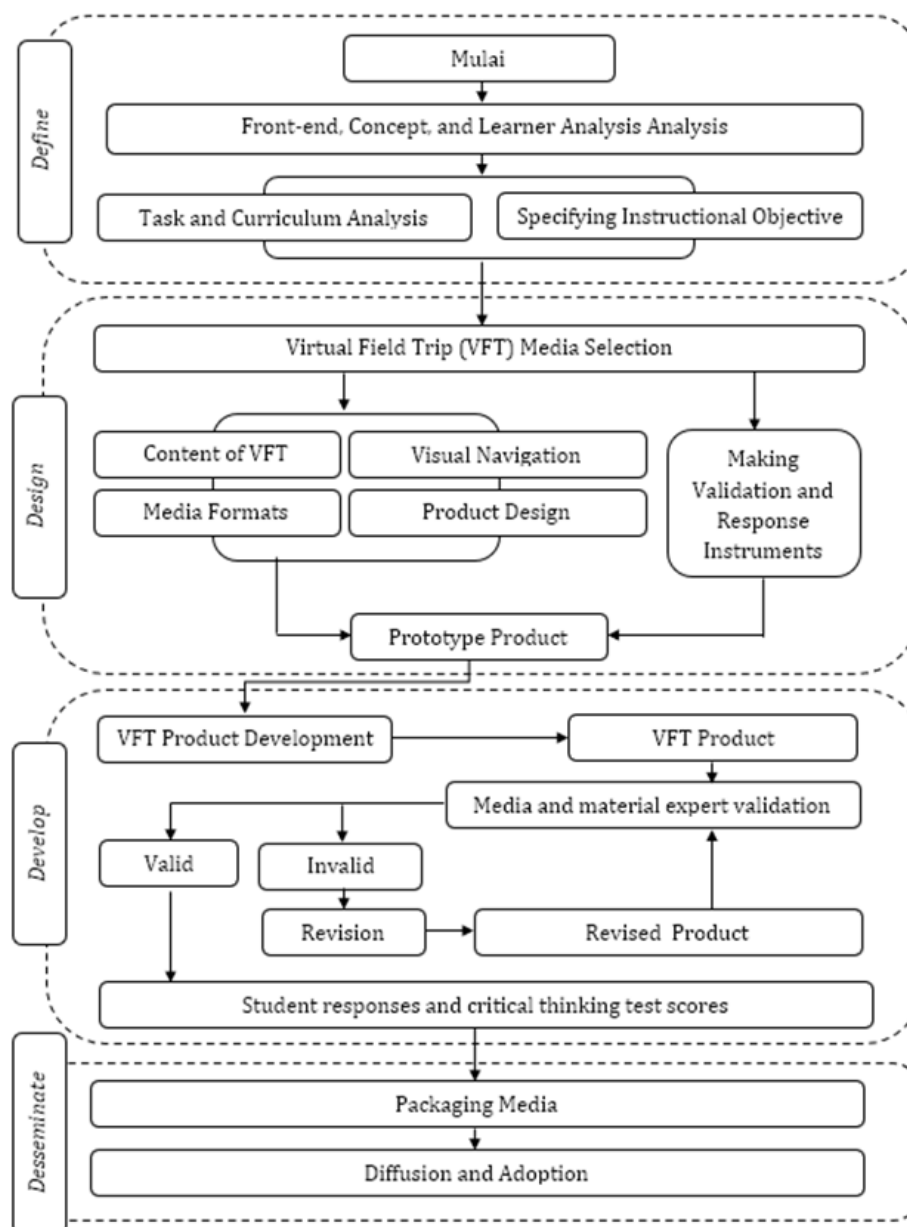 Define
Mulai
Front-end, Concept, and Learner Analysis Analysis
Task and Curriculum Analysis
Specifying Instructional Objective
Design
Virtual Field Trip (VFT) Media Selection
Content of VFT
Visual Navigation
Media Formats
Product Design
Making
Validation and
Response
Instruments
Prototype Product
Develop
VFT Product Development
VFT Product
Media and material expert validation
Valid
Invalid
Revision
Revised Product
Student responses and critical thinking test scores
Desseminate
Packaging Media
Diffusion and Adoption